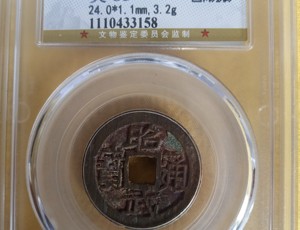 24.0*1.1mm,3.2g
1110433158
★ 文物鉴定委员会监制 ★
昭武通寶